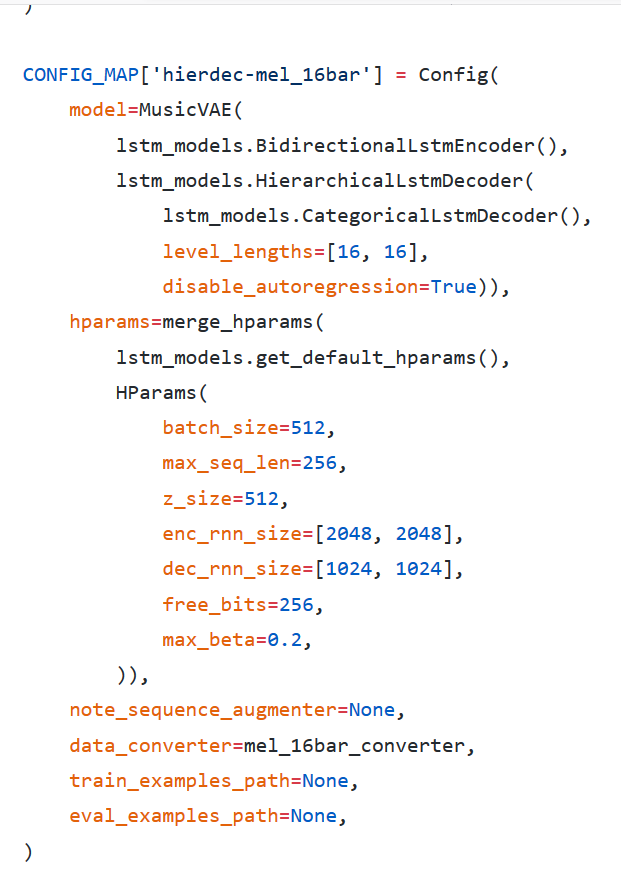 )
CONFIG_MAP['hierdec-mel_16bar'] = Config(
    model=MusicVAE(
        lstm_models.BidirectionalLstmEncoder(),
        lstm_models.HierarchicalLstmDecoder(
            lstm_models.CategoricalLstmDecoder(),
            level_lengths=[16, 16],
            disable_autoregression=True)),
    hparams=merge_hparams(
        lstm_models.get_default_hparams(),
        HParams(
            batch_size=512,
            max_seq_len=256,
            z_size=512,
            enc_rnn_size=[2048, 2048],
            dec_rnn_size=[1024, 1024],
            free_bits=256,
            max_beta=0.2,
        )),
    note_sequence_augmenter=None,
    data_converter=mel_16bar_converter,
    train_examples_path=None,
    eval_examples_path=None,
)